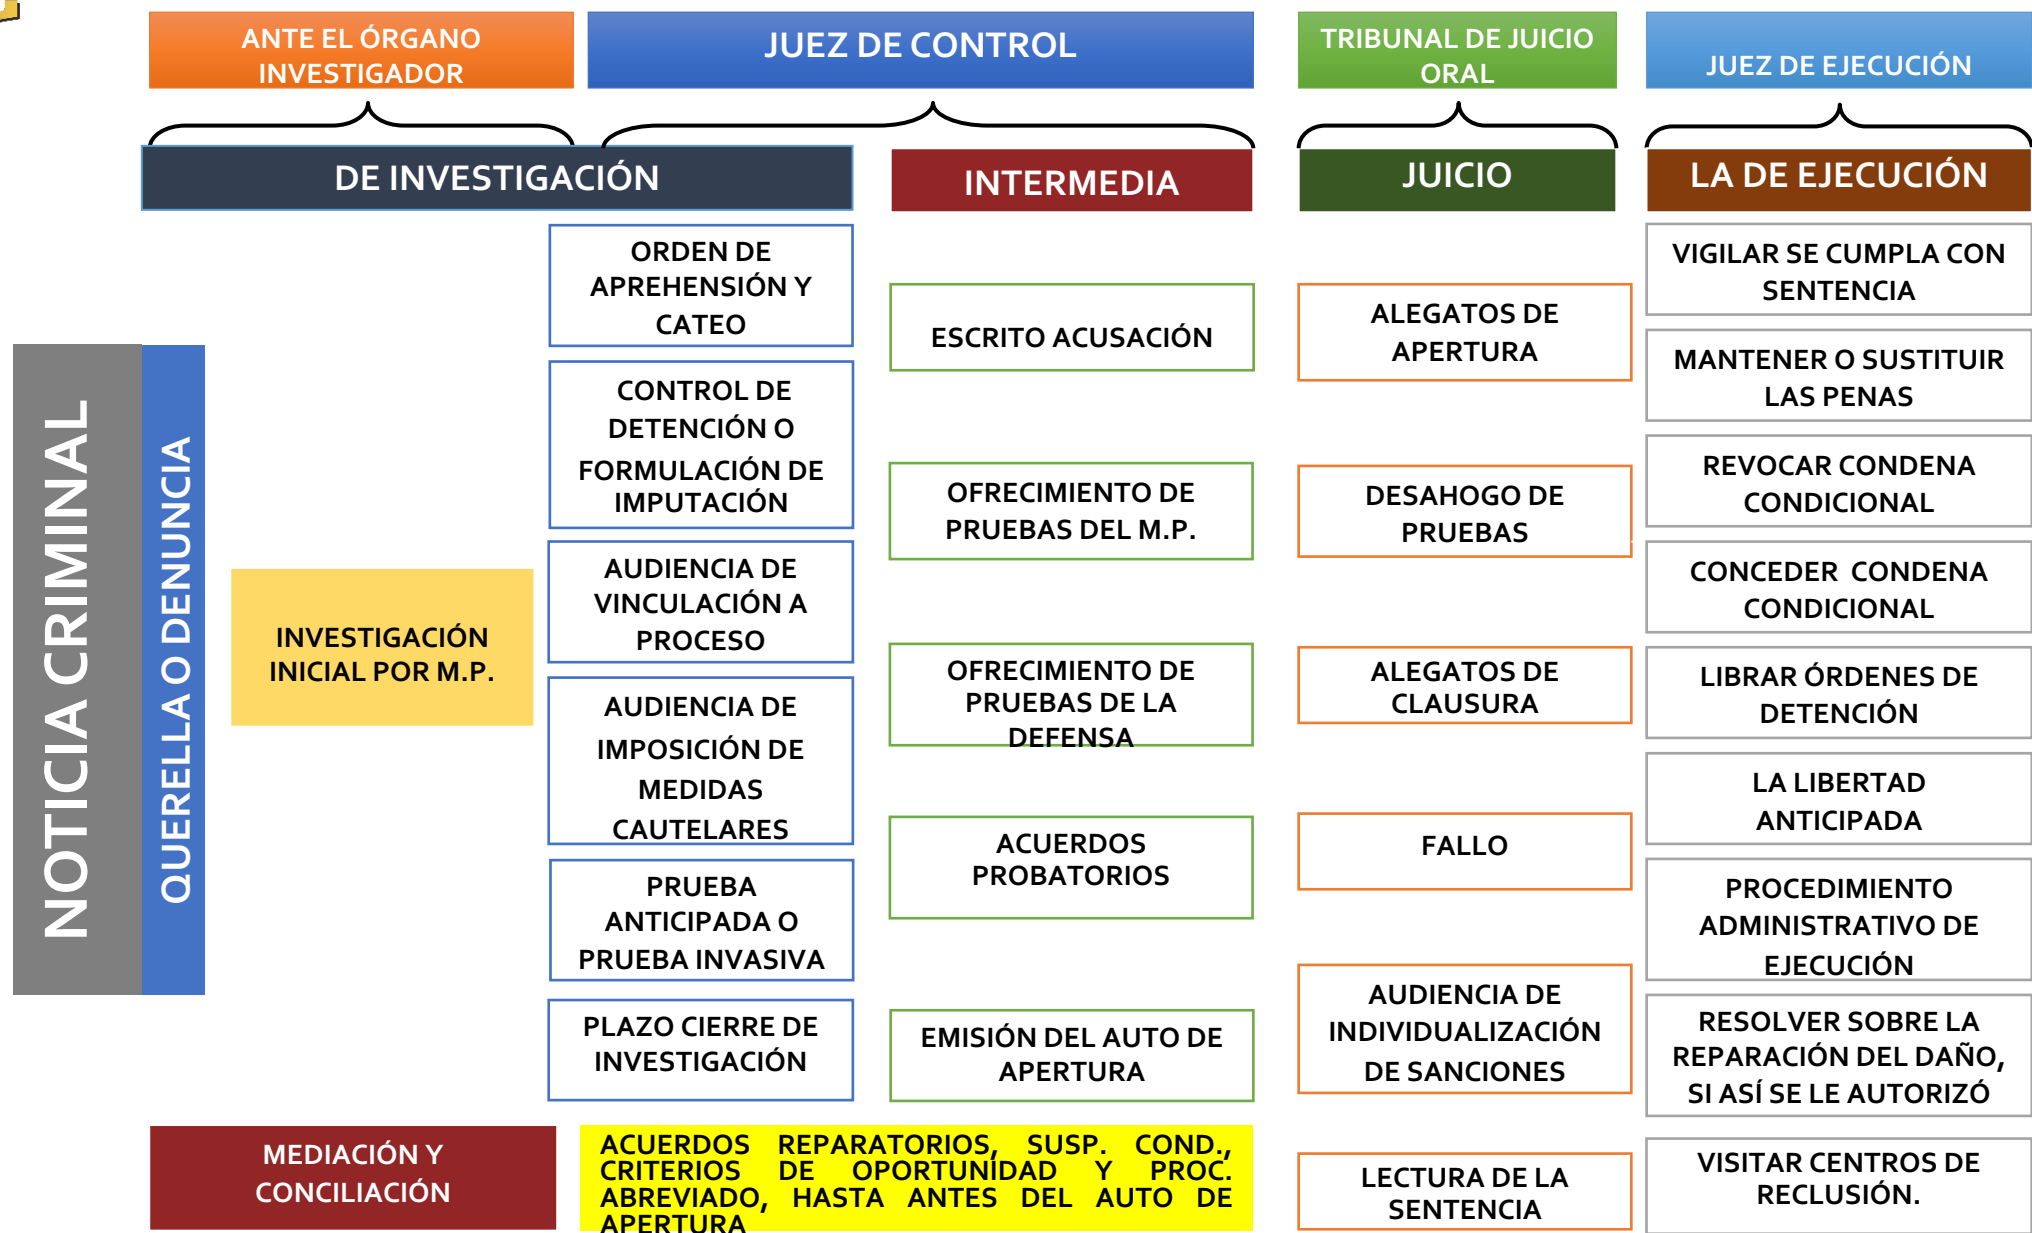 ANTE EL ÓRGANO
INVESTIGADOR
JUEZ DE CONTROL
TRIBUNAL DE JUICIO
ORAL
JUEZ DE EJECUCIÓN
DE INVESTIGACIÓN
INTERMEDIA
JUICIO
LA DE EJECUCIÓN
NOTICIA CRIMINAL
QUERELLA O DENUNCIA
INVESTIGACIÓN
INICIAL POR M.P.
ORDEN DE
APREHENSIÓN Y
CATEO
CONTROL DE
DETENCIÓN O
FORMULACIÓN DE
IMPUTACIÓN
AUDIENCIA DE
VINCULACIÓN A
PROCESO
AUDIENCIA DE
IMPOSICIÓN DE
MEDIDAS
CAUTELARES
PRUEBA
ANTICIPADA O
PRUEBA INVASIVA
PLAZO CIERRE DE
INVESTIGACIÓN
ESCRITO ACUSACIÓN
OFRECIMIENTO DE
PRUEBAS DEL M.P.
OFRECIMIENTO DE
PRUEBAS DE LA
DEFENSA
ACUERDOS
PROBATORIOS
EMISIÓN DEL AUTO DE
APERTURA
ALEGATOS DE
APERTURA
DESAHOGO DE
PRUEBAS
ALEGATOS DE
CLAUSURA
FALLO
AUDIENCIA DE
INDIVIDUALIZACIÓN
DE SANCIONES
LECTURA DE LA
SENTENCIA
VIGILAR SE CUMPLA CON
SENTENCIA
MANTENER O SUSTITUIR
LAS PENAS
REVOCAR CONDENA
CONDICIONAL
CONCEDER CONDENA
CONDICIONAL
LIBRAR ÓRDENES DE
DETENCIÓN
LA LIBERTAD
ANTICIPADA
PROCEDIMIENTO
ADMINISTRATIVO DE
EJECUCIÓN
RESOLVER SOBRE LA
REPARACIÓN DEL DAÑO,
SI ASÍ SE LE AUTORIZÓ
VISITAR CENTROS DE
RECLUSIÓN.
MEDIACIÓN Y
CONCILIACIÓN
ACUERDOS REPARATORIOS, SUSP. COND.,
CRITERIOS DE OPORTUNIDAD Y PROC.
ABREVIADO, HASTA ANTES DEL AUTO DE
APERTURA